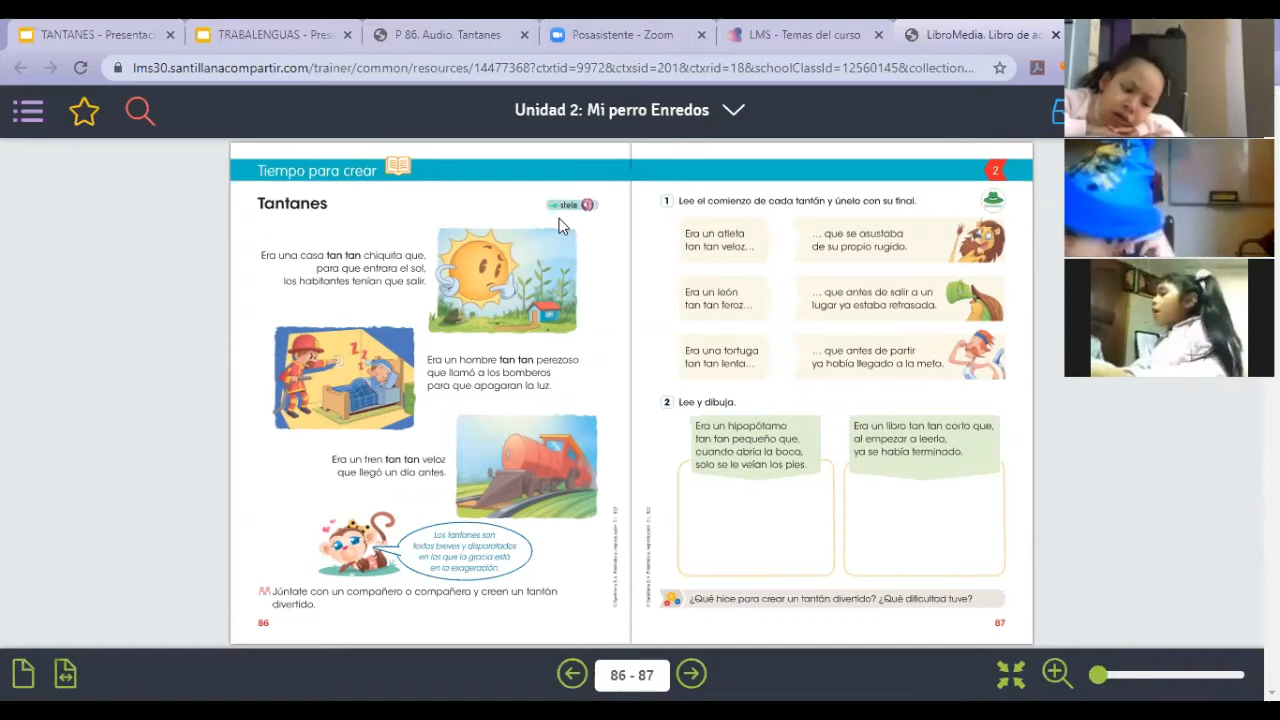 TANTANES - Presentac
TRABALENGUAS - Pres
P 86. Audio. Tantanes
Posasistente - Zoom
LMS - Temas del curso
LibroMedia. Libro de ac
lms30.santillanacompartir.com/trainer/common/resources/14477368?ctxtid=9972&ctxsid=201&ctxrid=18&schoolClassId=12560145&collection...
Unidad 2: Mi perro Enredos
Tiempo para crear
Tantanes
stela
Era una casa tan tan chiquita que,
para que entrara el sol,
los habitantes tenían que salir.
Era un hombre tan tan perezoso
que llamó a los bomberos
para que apagaran la luz.
Era un tren tan tan veloz
que llegó un día antes.
Los tantanes son
textos breves y disparatados
en los que la gracia está
en la exageración.
Júntate con un compañero o compañera y creen un tantán
divertido.
86
2
1 Lee el comienzo de cada tantán y únelo con su final.
Era un atleta
tan tan veloz...
... que se asustaba
de su propio rugido.
Era un león
tan tan feroz...
... que antes de salir a un
lugar ya estaba retrasada.
Era una tortuga
tan tan lenta...
... que antes de partir
ya había llegado a la meta.
2 Lee y dibuja.
Era un hipopótamo
tan tan pequeño que,
cuando abría la boca,
solo se le veían los pies.
Era un libro tan tan corto que,
al empezar a leerlo,
ya se había terminado.
¿Qué hice para crear un tantán divertido? ¿Qué dificultad tuve?
87
86 - 87